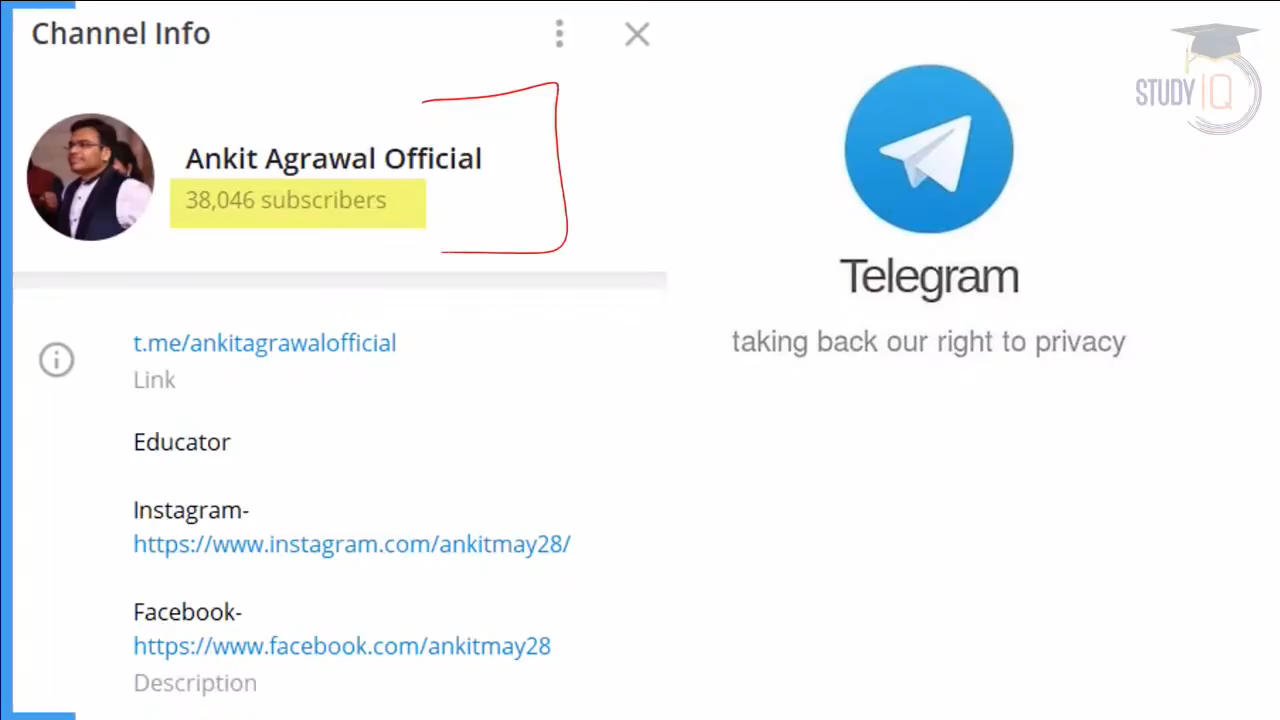 Channel Info
Ankit Agrawal Official
38,046 subscribers
t.me/ankitagrawalofficial
Link
Educator
Instagram-
https://www.instagram.com/ankitmay28/
Facebook-
https://www.facebook.com/ankitmay28
Description
Telegram
taking back our right to privacy
STUDY IQ